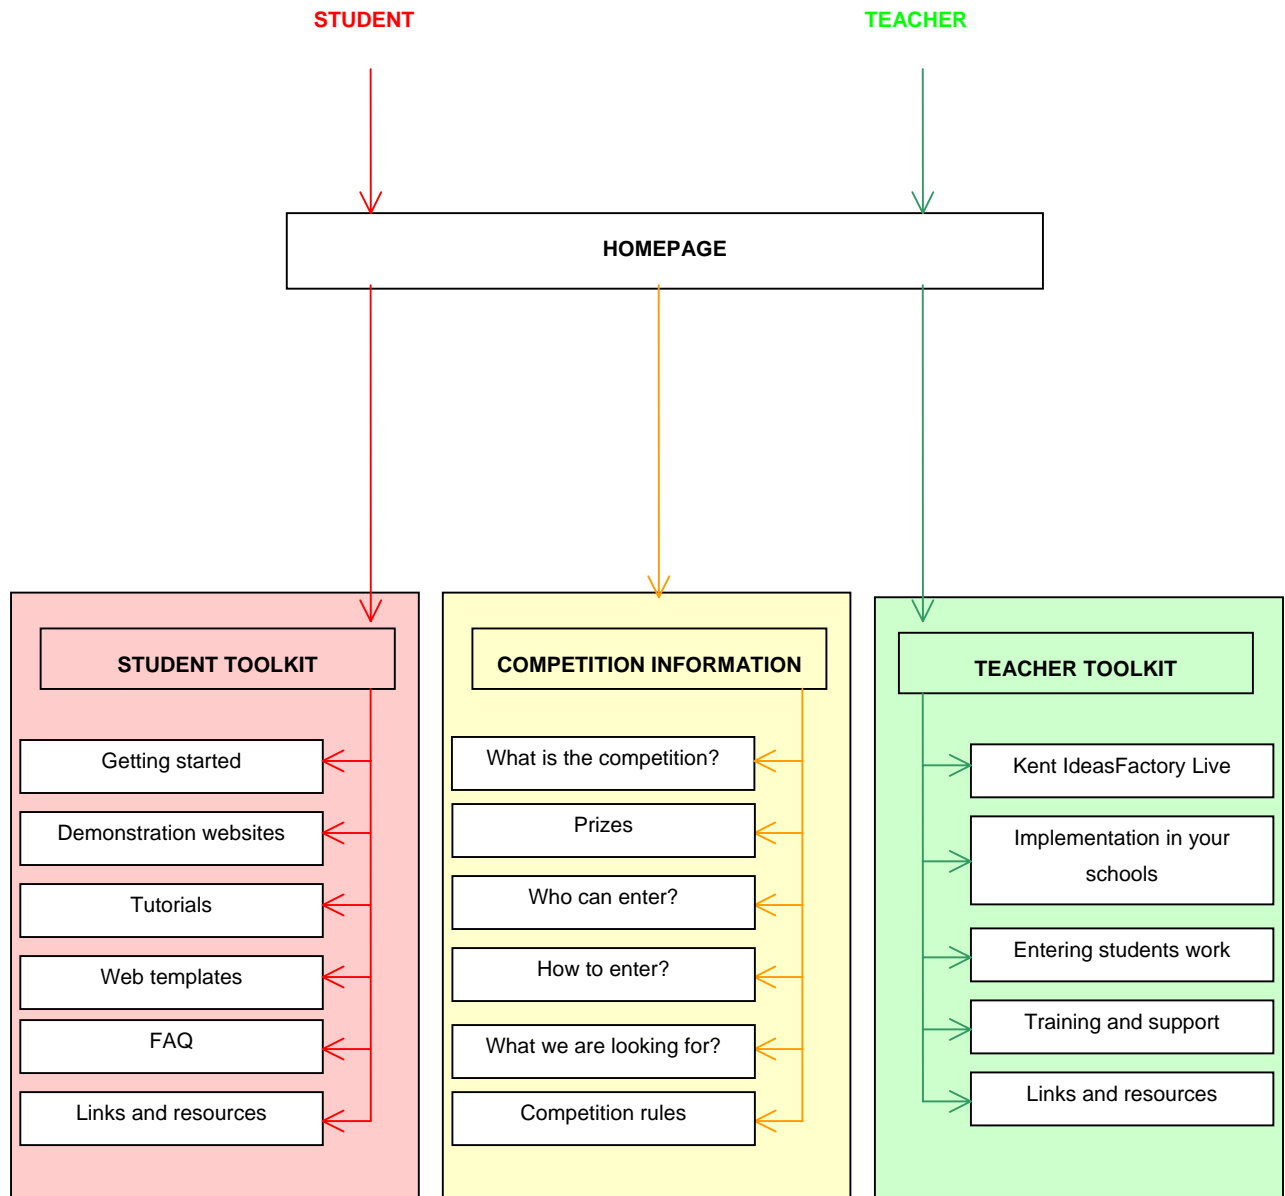 STUDENT
TEACHER
HOMEPAGE
STUDENT TOOLKIT
Getting started
Demonstration websites
Tutorials
Web templates
FAQ
Links and resources
COMPETITION INFORMATION
What is the competition?
Prizes
Who can enter?
How to enter?
What we are looking for?
Competition rules
TEACHER TOOLKIT
Kent IdeasFactory Live
Implementation in your
schools
Entering students work
Training and support
Links and resources